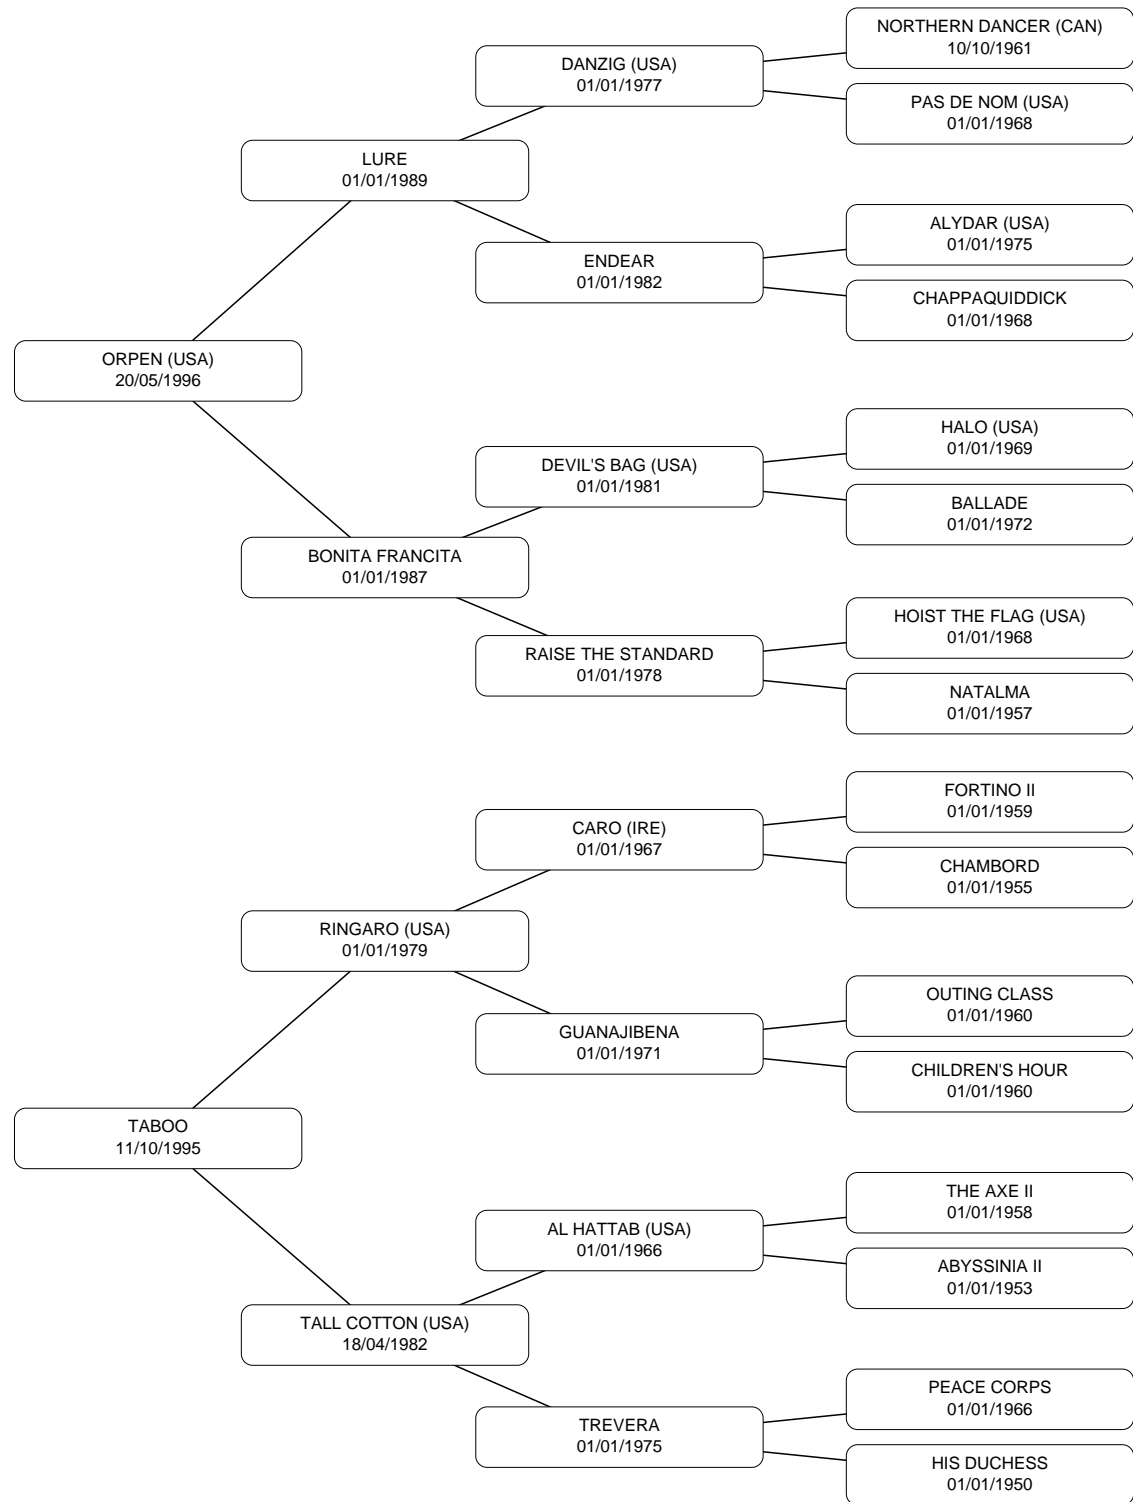 NORTHERN DANCER (CAN)
10/10/1961
DANZIG (USA)
01/01/1977
PAS DE NOM (USA)
01/01/1968
LURE
01/01/1989
ALYDAR (USA)
01/01/1975
ENDEAR
01/01/1982
CHAPPAQUIDDICK
01/01/1968
ORPEN (USA)
20/05/1996
HALO (USA)
01/01/1969
DEVIL'S BAG (USA)
01/01/1981
BALLADE
01/01/1972
BONITA FRANCITA
01/01/1987
HOIST THE FLAG (USA)
01/01/1968
RAISE THE STANDARD
01/01/1978
NATALMA
01/01/1957
FORTINO II
01/01/1959
CARO (IRE)
01/01/1967
CHAMBORD
01/01/1955
RINGARO (USA)
01/01/1979
OUTING CLASS
01/01/1960
GUANAJIBENA
01/01/1971
CHILDREN'S HOUR
01/01/1960
TABOO
11/10/1995
THE AXE II
01/01/1958
AL HATTAB (USA)
01/01/1966
ABYSSINIA II
01/01/1953
TALL COTTON (USA)
18/04/1982
PEACE CORPS
01/01/1966
TREVERA
01/01/1975
HIS DUCHESS
01/01/1950